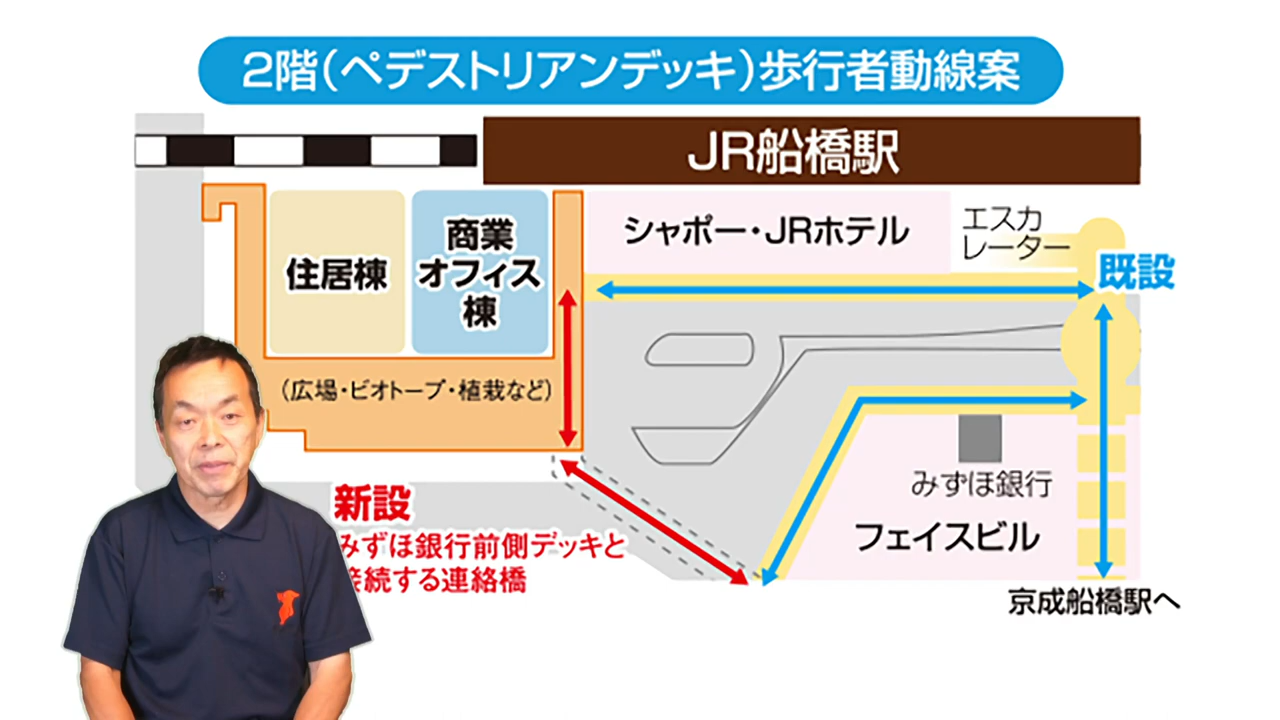 2階(ペデストリアンデッキ)歩行者動線案
JR船橋駅
シャポー・JRホテル
エスカ
レーター
既設
住居棟
商業
オフィス
棟
(広場・ビオトープ・植栽など)
みずほ銀行
フェイスビル
新設
みずほ銀行前側デッキと
接続する連絡橋
京成船橋駅へ